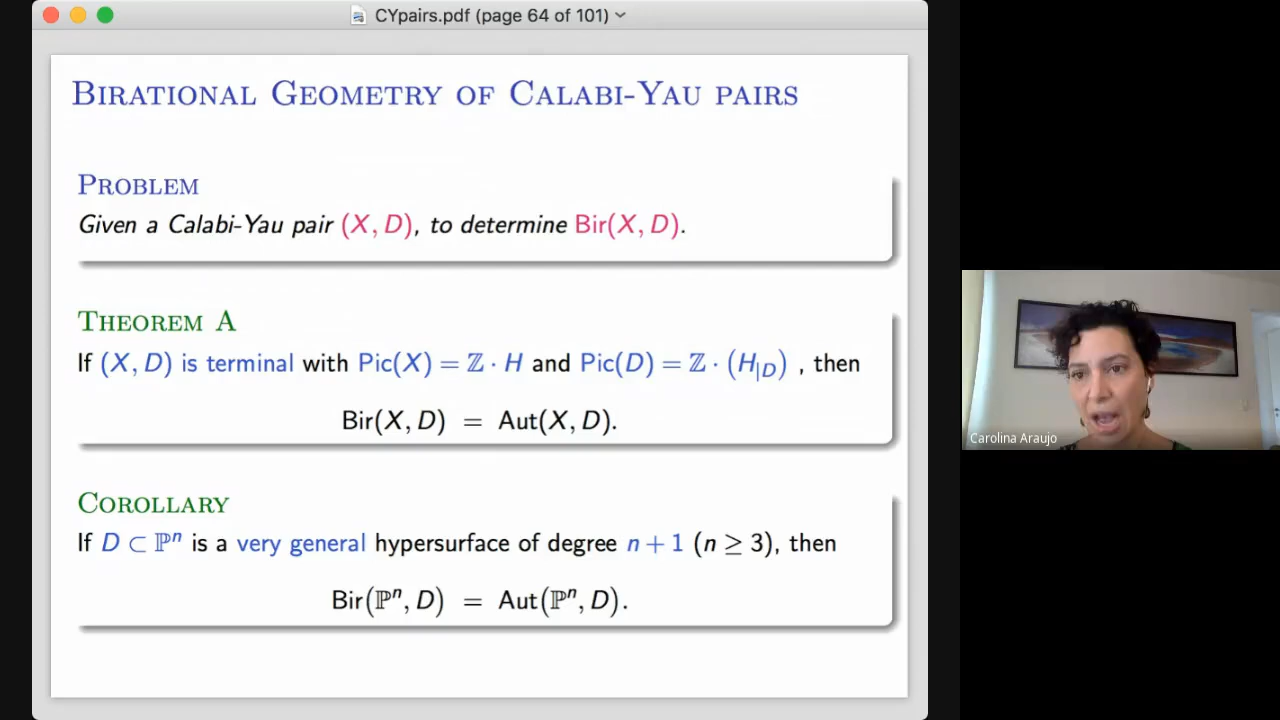 CYpairs.pdf (page 64 of 101)
BIRATIONAL GEOMETRY OF CALABI-YAU PAIRS
PROBLEM
Given a Calabi-Yau pair (X, D), to determine Bir(X, D).
THEOREM A
If (X, D) is terminal with Pic(X) = ℤ · H and Pic(D) = ℤ · (H|D) , then
Bir(X, D) = Aut(X, D).
COROLLARY
If D ⊂ ℙⁿ is a very general hypersurface of degree n + 1 (n ≥ 3), then
Bir(ℙⁿ, D) = Aut(ℙⁿ, D).
Carolina Araujo